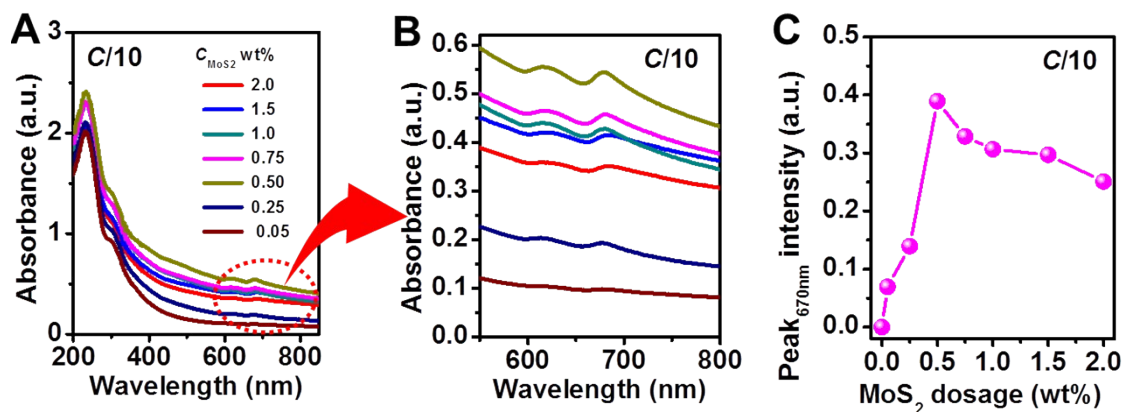 A
C/10
C_MoS2 wt%
2.0
1.5
1.0
0.75
0.50
0.25
0.05
Absorbance (a.u.)
3
2
1
0
200 400 600 800
Wavelength (nm)
B
C/10
Absorbance (a.u.)
0.6
0.5
0.4
0.3
0.2
0.1
0.0
600 700 800
Wavelength (nm)
C
C/10
Peak_670nm intensity (a.u.)
0.5
0.4
0.3
0.2
0.1
0.0
0.0 0.5 1.0 1.5 2.0
MoS₂ dosage (wt%)